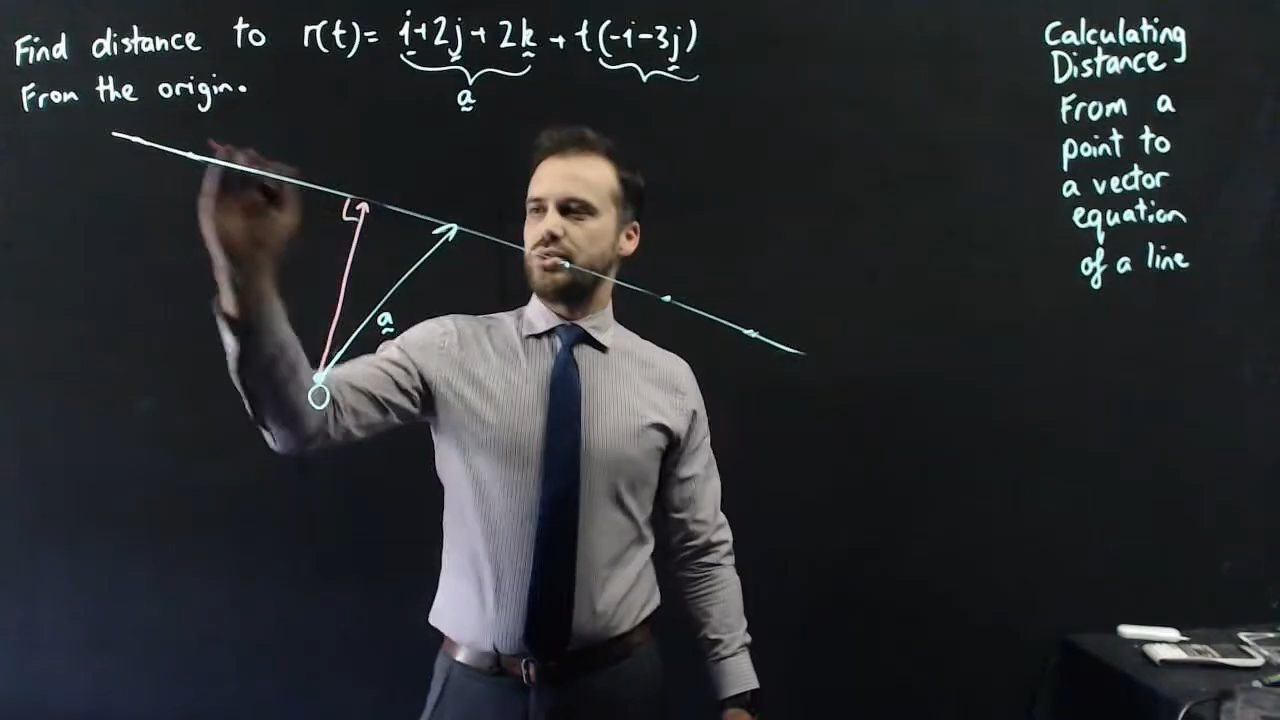 Find distance to r(t)= i+2j+2k+t(-i-3j)
From the origin.
a
a
O
Calculating
Distance
From a
point to
a vector
equation
of a line